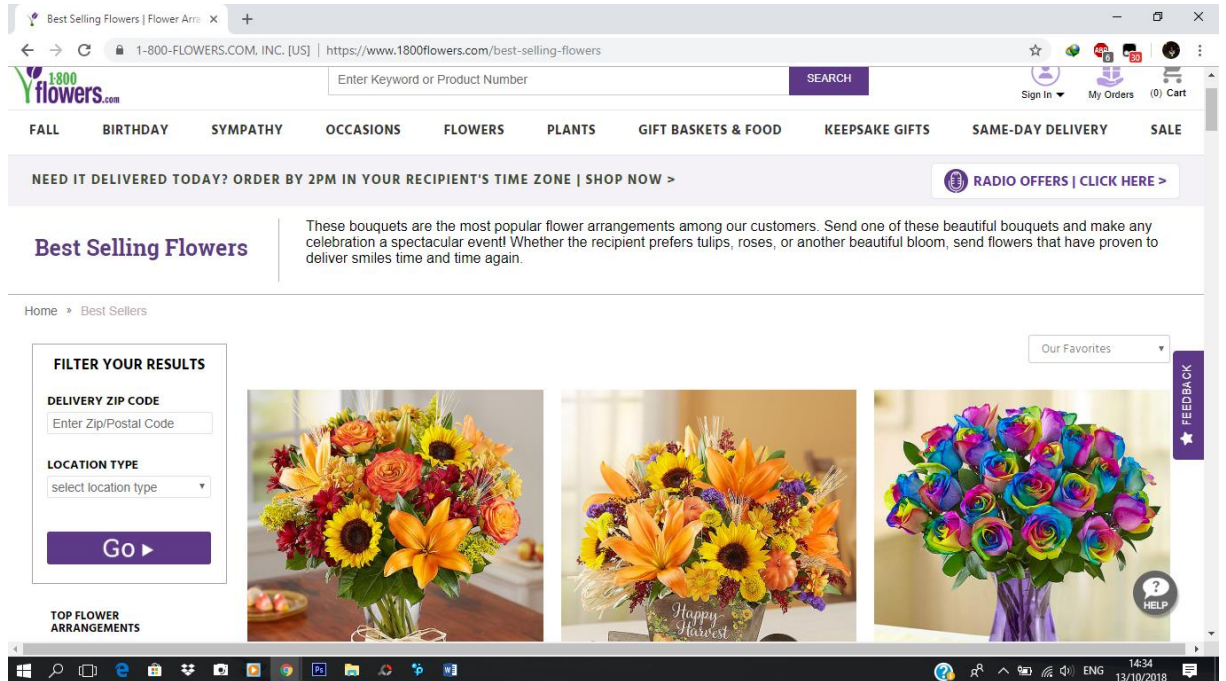 Best Selling Flowers | Flower Arra
1-800-FLOWERS.COM, INC. [US] | https://www.1800flowers.com/best-selling-flowers
ABP
6
30
1·800
flowers.com
Enter Keyword or Product Number
SEARCH
Sign In
My Orders
(0) Cart
FALL BIRTHDAY SYMPATHY OCCASIONS FLOWERS PLANTS GIFT BASKETS & FOOD KEEPSAKE GIFTS SAME-DAY DELIVERY SALE
NEED IT DELIVERED TODAY? ORDER BY 2PM IN YOUR RECIPIENT'S TIME ZONE | SHOP NOW >
RADIO OFFERS | CLICK HERE >
Best Selling Flowers
These bouquets are the most popular flower arrangements among our customers. Send one of these beautiful bouquets and make any
celebration a spectacular event! Whether the recipient prefers tulips, roses, or another beautiful bloom, send flowers that have proven to
deliver smiles time and time again.
Home » Best Sellers
Our Favorites
FILTER YOUR RESULTS
DELIVERY ZIP CODE
Enter Zip/Postal Code
LOCATION TYPE
select location type
Go
TOP FLOWER
ARRANGEMENTS
Happy
Harvest
FEEDBACK
?
HELP
Ps
ENG
14:34
13/10/2018